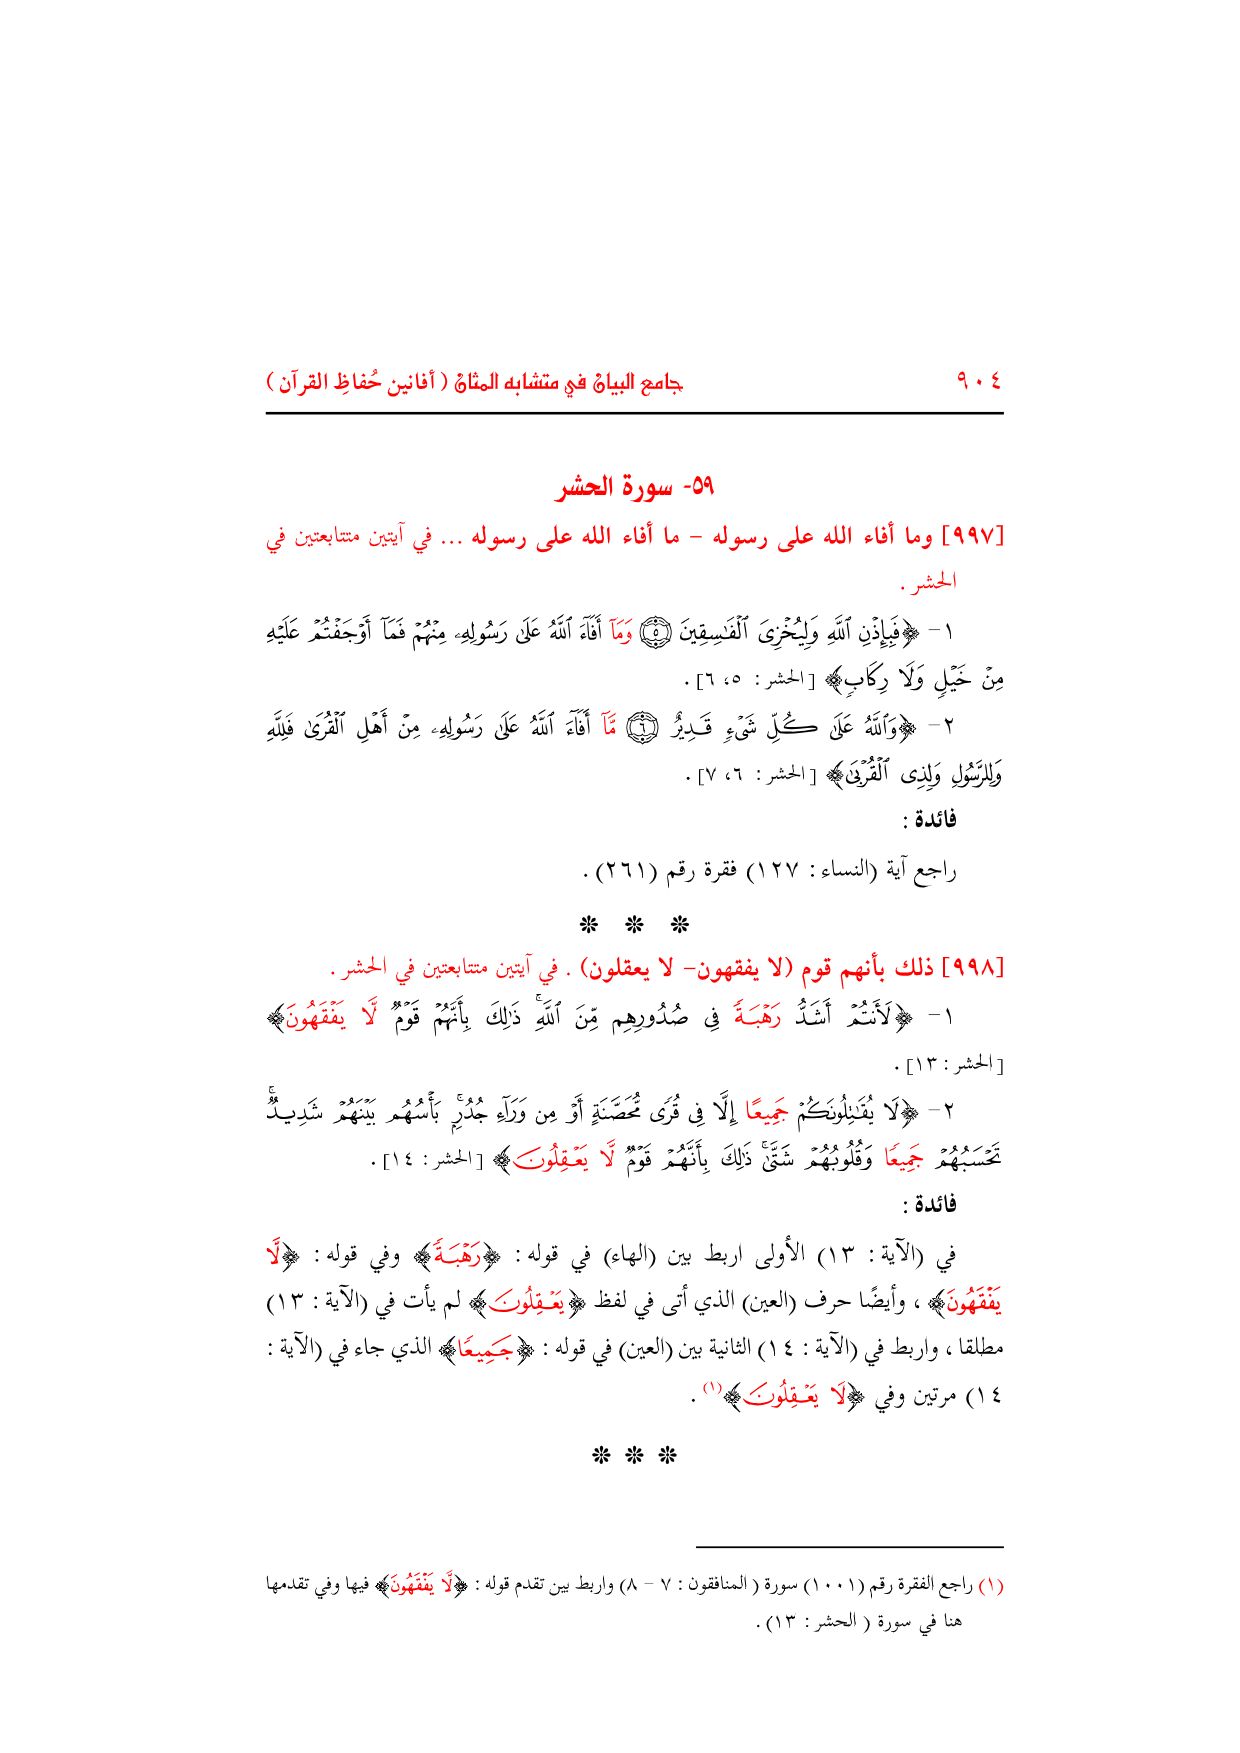 ٩٠٤ جامع البيان في متشابه المثان ( أفانين حُفاظِ القرآن )
٥٩- سورة الحشر
[٩٩٧] وما أفاء الله على رسوله – ما أفاء الله على رسوله ... في آيتين متتابعتين في
الحشر .
١- ﴿فَبِإِذْنِ ٱللَّهِ وَلِيُخْزِىَ ٱلْفَٰسِقِينَ ۝٥ وَمَآ أَفَآءَ ٱللَّهُ عَلَىٰ رَسُولِهِۦ مِنْهُمْ فَمَآ أَوْجَفْتُمْ عَلَيْهِ
مِنْ خَيْلٍ وَلَا رِكَابٍ﴾ [الحشر : ٥، ٦] .
٢- ﴿وَٱللَّهُ عَلَىٰ كُلِّ شَىْءٍ قَدِيرٌ ۝٦ مَّآ أَفَآءَ ٱللَّهُ عَلَىٰ رَسُولِهِۦ مِنْ أَهْلِ ٱلْقُرَىٰ فَلِلَّهِ
وَلِلرَّسُولِ وَلِذِى ٱلْقُرْبَىٰ﴾ [الحشر : ٦، ٧] .
فائدة :
راجع آية (النساء : ١٢٧) فقرة رقم (٢٦١) .
❊ ❊ ❊
[٩٩٨] ذلك بأنهم قوم (لا يفقهون- لا يعقلون) . في آيتين متتابعتين في الحشر .
١- ﴿لَأَنتُمْ أَشَدُّ رَهْبَةً فِى صُدُورِهِم مِّنَ ٱللَّهِ ۚ ذَٰلِكَ بِأَنَّهُمْ قَوْمٌ لَّا يَفْقَهُونَ﴾
[الحشر : ١٣] .
٢- ﴿لَا يُقَٰتِلُونَكُمْ جَمِيعًا إِلَّا فِى قُرًى مُّحَصَّنَةٍ أَوْ مِن وَرَآءِ جُدُرٍۭ ۚ بَأْسُهُم بَيْنَهُمْ شَدِيدٌ ۚ
تَحْسَبُهُمْ جَمِيعًا وَقُلُوبُهُمْ شَتَّىٰ ۚ ذَٰلِكَ بِأَنَّهُمْ قَوْمٌ لَّا يَعْقِلُونَ﴾ [الحشر : ١٤] .
فائدة :
في (الآية : ١٣) الأولى اربط بين (الهاء) في قوله : ﴿رَهْبَةً﴾ وفي قوله : ﴿لَّا
يَفْقَهُونَ﴾ ، وأيضًا حرف (العين) الذي أتى في لفظ ﴿يَعْقِلُونَ﴾ لم يأت في (الآية : ١٣)
مطلقا ، واربط في (الآية : ١٤) الثانية بين (العين) في قوله : ﴿جَمِيعًا﴾ الذي جاء في (الآية :
١٤) مرتين وفي ﴿لَا يَعْقِلُونَ﴾(١) .
❊ ❊ ❊
(١) راجع الفقرة رقم (١٠٠١) سورة ( المنافقون : ٧ – ٨) واربط بين تقدم قوله : ﴿لَّا يَفْقَهُونَ﴾ فيها وفي تقدمها
هنا في سورة ( الحشر : ١٣) .